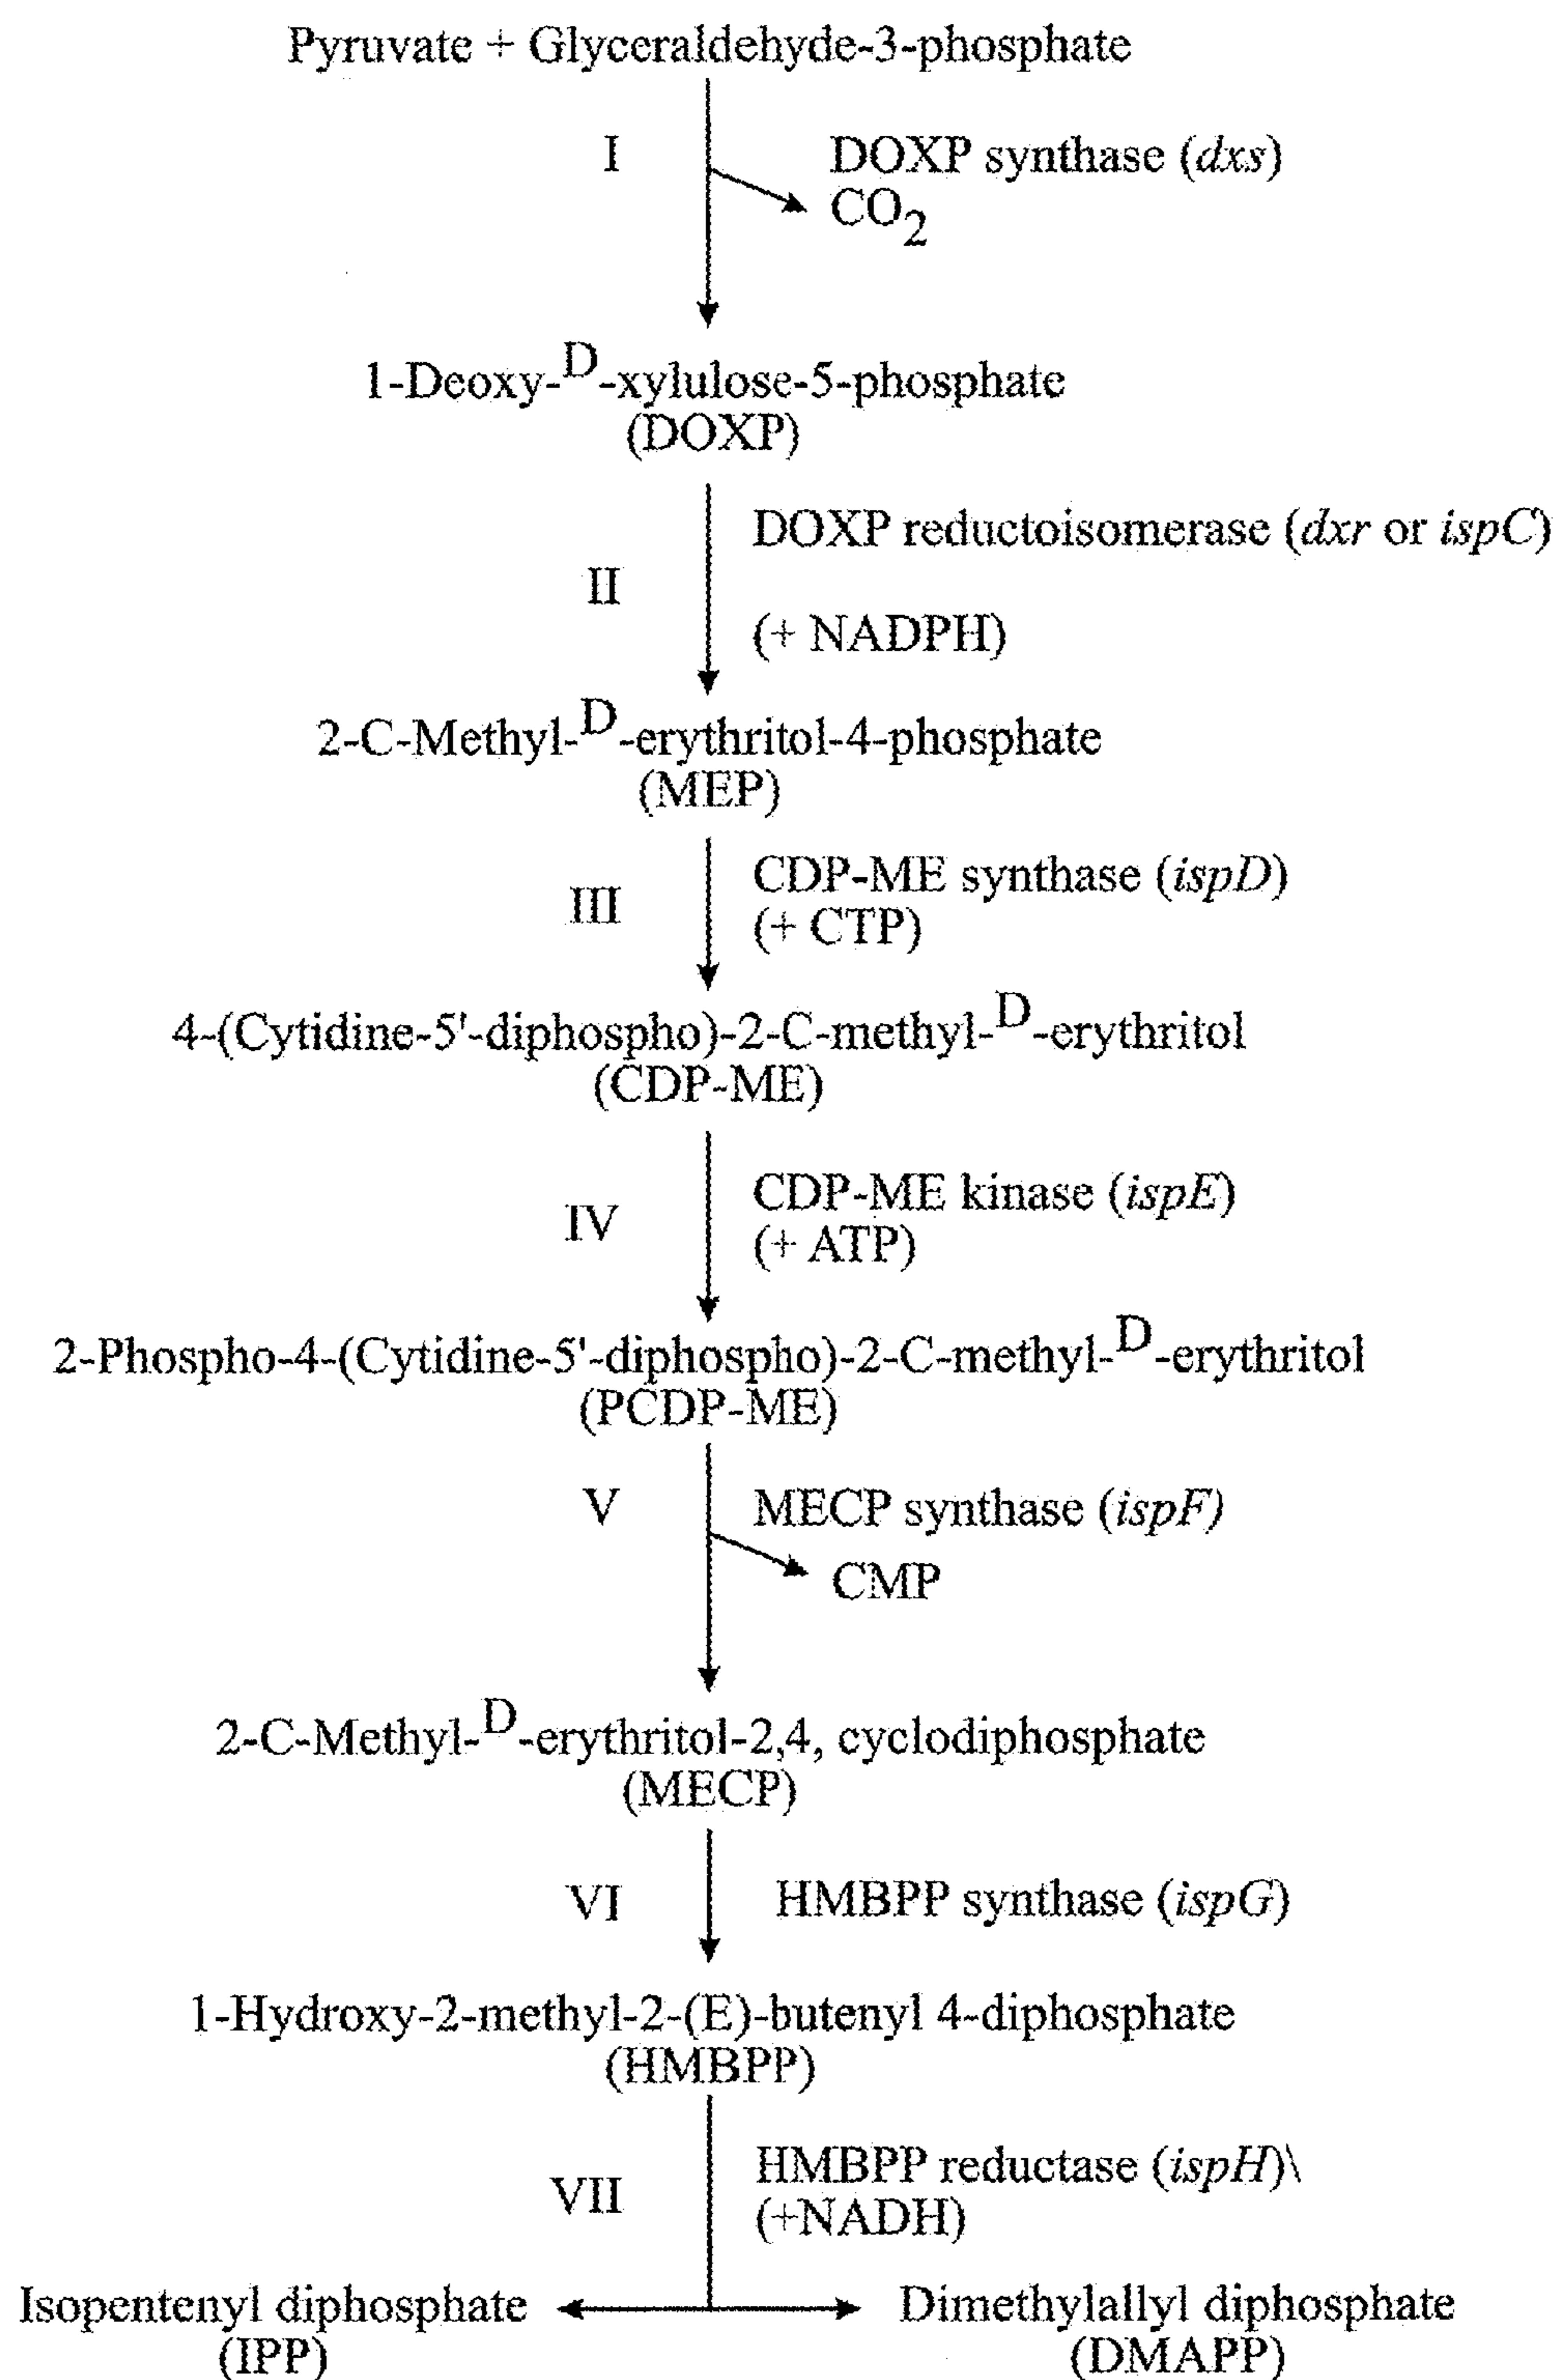 Pyruvate + Glyceraldehyde-3-phosphate
I
DOXP synthase (dxs)
CO2
1-Deoxy-D-xylulose-5-phosphate
(DOXP)
DOXP reductoisomerase (dxr or ispC)
II
(+ NADPH)
2-C-Methyl-D-erythritol-4-phosphate
(MEP)
III
CDP-ME synthase (ispD)
(+ CTP)
4-(Cytidine-5'-diphospho)-2-C-methyl-D-erythritol
(CDP-ME)
IV
CDP-ME kinase (ispE)
(+ ATP)
2-Phospho-4-(Cytidine-5'-diphospho)-2-C-methyl-D-erythritol
(PCDP-ME)
V
MECP synthase (ispF)
CMP
2-C-Methyl-D-erythritol-2,4, cyclodiphosphate
(MECP)
VI
HMBPP synthase (ispG)
1-Hydroxy-2-methyl-2-(E)-butenyl 4-diphosphate
(HMBPP)
VII
HMBPP reductase (ispH)\
(+NADH)
Isopentenyl diphosphate
(IPP)
Dimethylallyl diphosphate
(DMAPP)